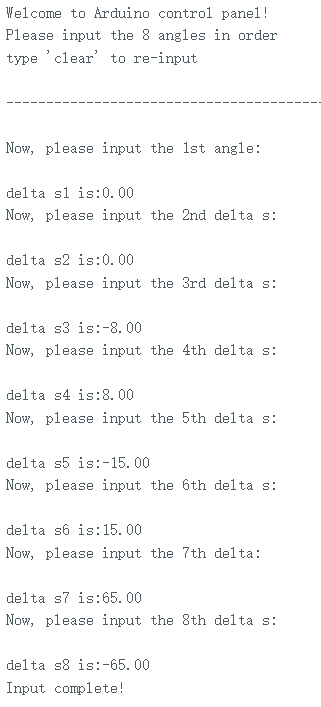 Welcome to Arduino control panel!
Please input the 8 angles in order
type 'clear' to re-input
----------------------------------------
Now, please input the 1st angle:
delta s1 is:0.00
Now, please input the 2nd delta s:
delta s2 is:0.00
Now, please input the 3rd delta s:
delta s3 is:-8.00
Now, please input the 4th delta s:
delta s4 is:8.00
Now, please input the 5th delta s:
delta s5 is:-15.00
Now, please input the 6th delta s:
delta s6 is:15.00
Now, please input the 7th delta:
delta s7 is:65.00
Now, please input the 8th delta s:
delta s8 is:-65.00
Input complete!